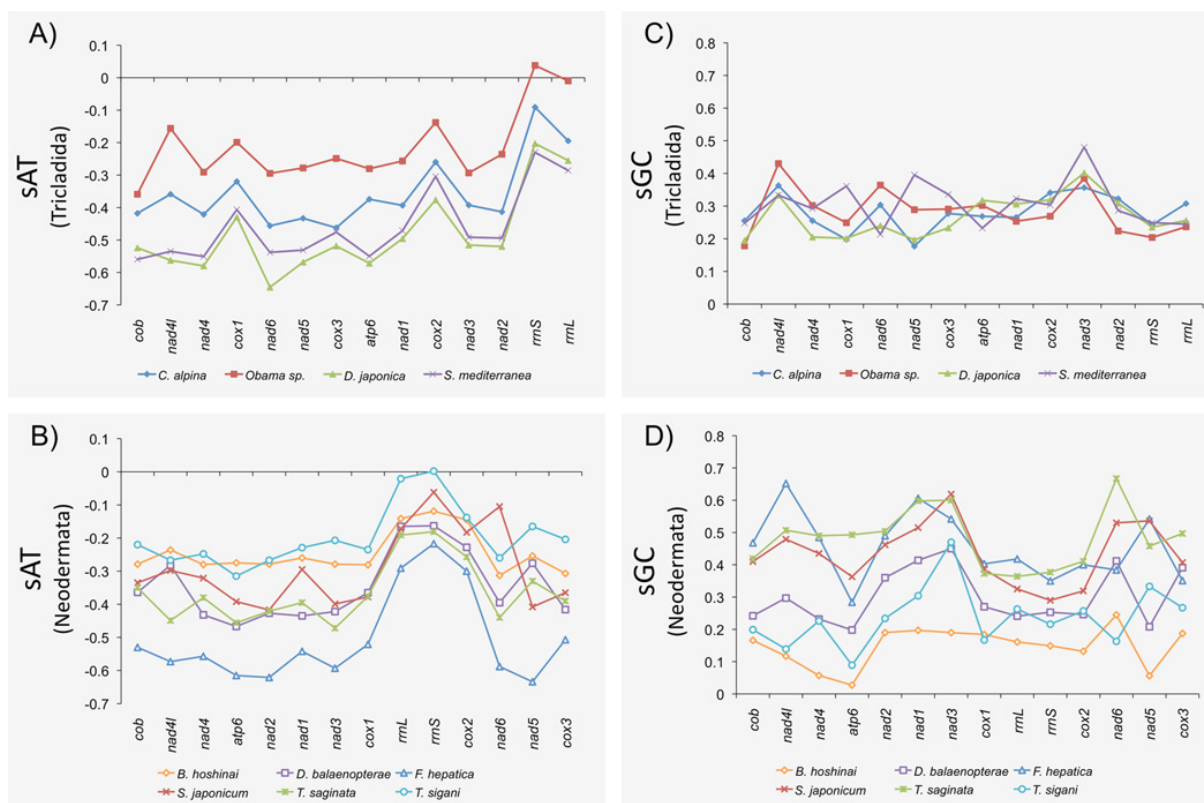 A)
sAT
(Tricladida)
0.1
0
-0.1
-0.2
-0.3
-0.4
-0.5
-0.6
-0.7
cob nad4l nad4 cox1 nad6 nad5 cox3 atp6 nad1 cox2 nad3 nad2 rrnS rrnL
C. alpina Obama sp. D. japonica S. mediterranea
C)
sGC
(Tricladida)
0.8
0.7
0.6
0.5
0.4
0.3
0.2
0.1
0
cob nad4l nad4 cox1 nad6 nad5 cox3 atp6 nad1 cox2 nad3 nad2 rrnS rrnL
C. alpina Obama sp. D. japonica S. mediterranea
B)
sAT
(Neodermata)
0.1
0
-0.1
-0.2
-0.3
-0.4
-0.5
-0.6
-0.7
cob nad4l nad4 atp6 nad2 nad1 nad3 cox1 rrnL rrnS cox2 nad6 nad5 cox3
B. hoshinai D. balaenopterae F. hepatica
S. japonicum T. saginata T. sigani
D)
sGC
(Neodermata)
0.8
0.7
0.6
0.5
0.4
0.3
0.2
0.1
0
cob nad4l nad4 atp6 nad2 nad1 nad3 cox1 rrnL rrnS cox2 nad6 nad5 cox3
B. hoshinai D. balaenopterae F. hepatica
S. japonicum T. saginata T. sigani